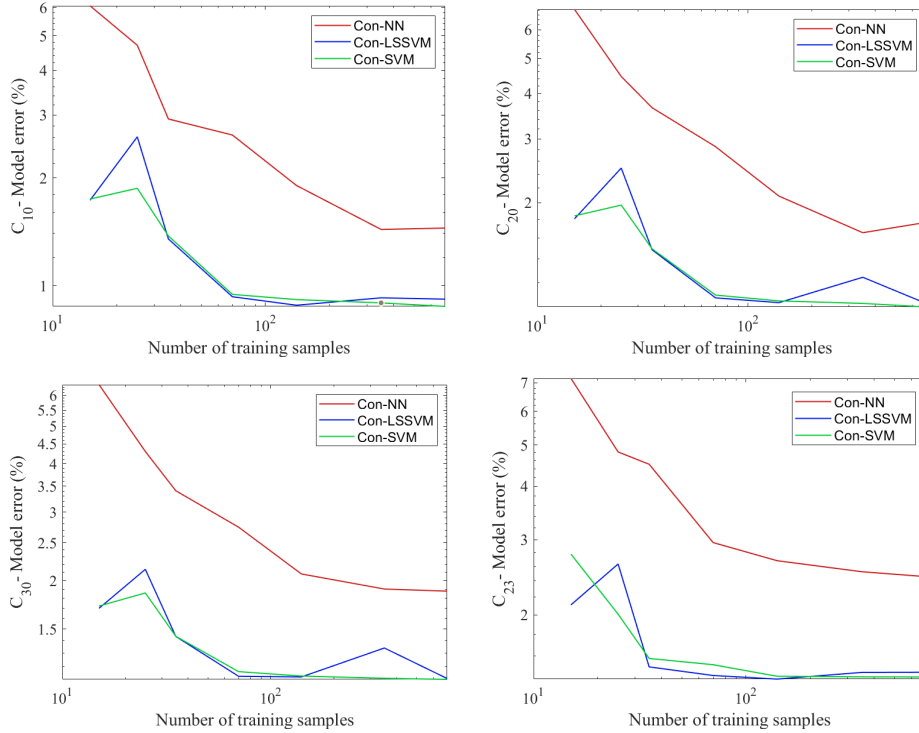 6
5
4
3
2
1
C10- Model error (%)
Con-NN
Con-LSSVM
Con-SVM
10^1
10^2
Number of training samples
6
5
4
3
2
C20- Model error (%)
Con-NN
Con-LSSVM
Con-SVM
10^1
10^2
Number of training samples
6
5.5
5
4.5
4
3.5
3
2.5
2
1.5
C30- Model error (%)
Con-NN
Con-LSSVM
Con-SVM
10^1
10^2
Number of training samples
7
6
5
4
3
2
C23- Model error (%)
Con-NN
Con-LSSVM
Con-SVM
10^1
10^2
Number of training samples